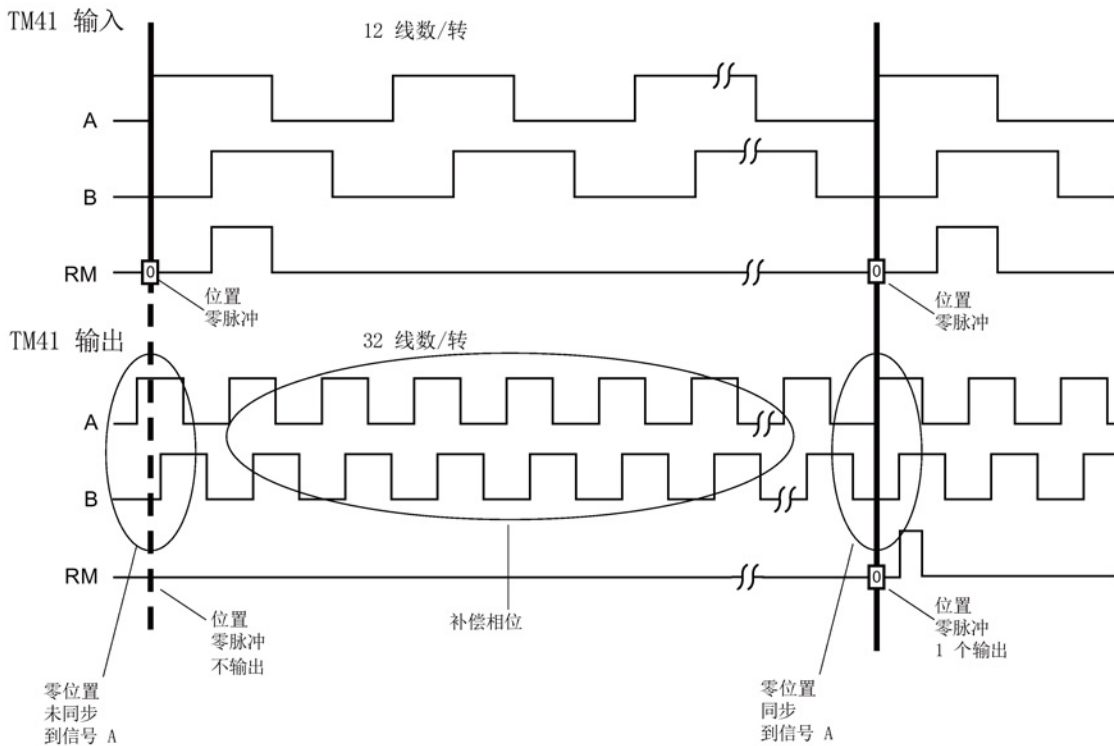 TM41 输入
12 线数/转
A
B
RM
0
0
位置
零脉冲
位置
零脉冲
TM41 输出
32 线数/转
A
B
RM
0
位置
零脉冲
不输出
补偿相位
位置
零脉冲
1 个输出
零位置
未同步
到信号 A
零位置
同步
到信号 A